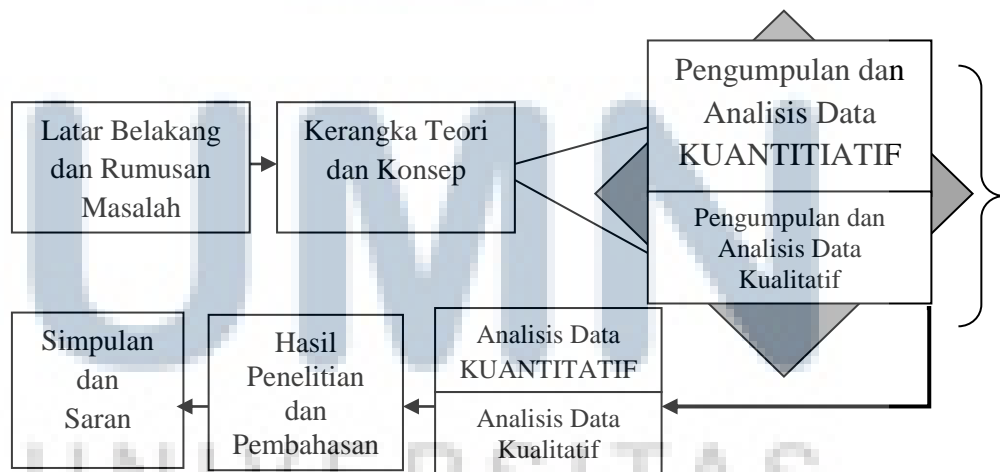 Latar Belakang
dan Rumusan
Masalah
Kerangka Teori
dan Konsep
Pengumpulan dan
Analisis Data
KUANTITIATIF
Pengumpulan dan
Analisis Data
Kualitatif
Analisis Data
KUANTITATIF
Analisis Data
Kualitatif
Hasil
Penelitian
dan
Pembahasan
Simpulan
dan
Saran
UMN